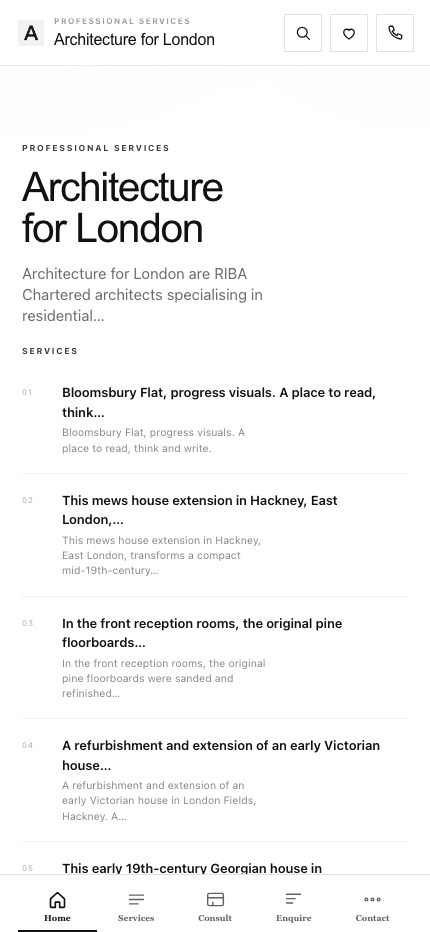 A
PROFESSIONAL SERVICES
Architecture for London
PROFESSIONAL SERVICES
Architecture
for London
Architecture for London are RIBA
Chartered architects specialising in
residential...
SERVICES
01
Bloomsbury Flat, progress visuals. A place to read,
think...
Bloomsbury Flat, progress visuals. A
place to read, think and write.
02
This mews house extension in Hackney, East
London,...
This mews house extension in Hackney,
East London, transforms a compact
mid-19th-century...
03
In the front reception rooms, the original pine
floorboards...
In the front reception rooms, the original
pine floorboards were sanded and
refinished...
04
A refurbishment and extension of an early Victorian
house...
A refurbishment and extension of an
early Victorian house in London Fields,
Hackney. A...
05
This early 19th-century Georgian house in
Home
Services
Consult
Enquire
Contact